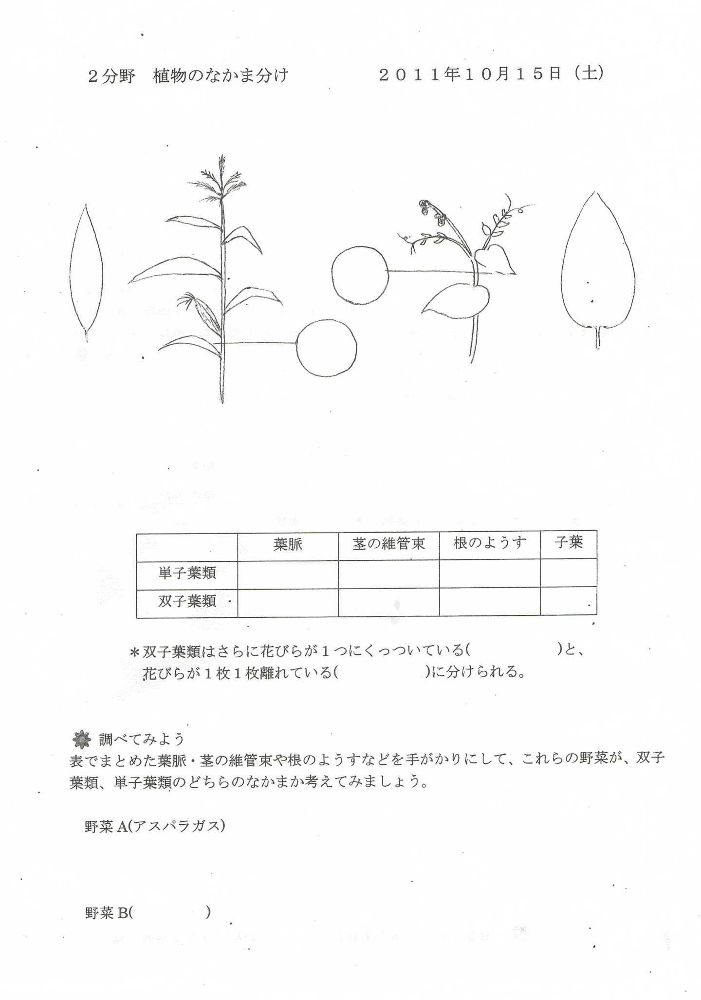 ２分野　植物のなかま分け　　　　　２０１１年１０月１５日（土）
葉脈　茎の維管束　根のようす　子葉
単子葉類
双子葉類
＊双子葉類はさらに花びらが１つにくっついている(　　　　　　)と、
花びらが１枚１枚離れている(　　　　　　)に分けられる。
調べてみよう
表でまとめた葉脈・茎の維管束や根のようすなどを手がかりにして、これらの野菜が、双子
葉類、単子葉類のどちらのなかまか考えてみましょう。
野菜 A(アスパラガス)
野菜 B(　　　　　)